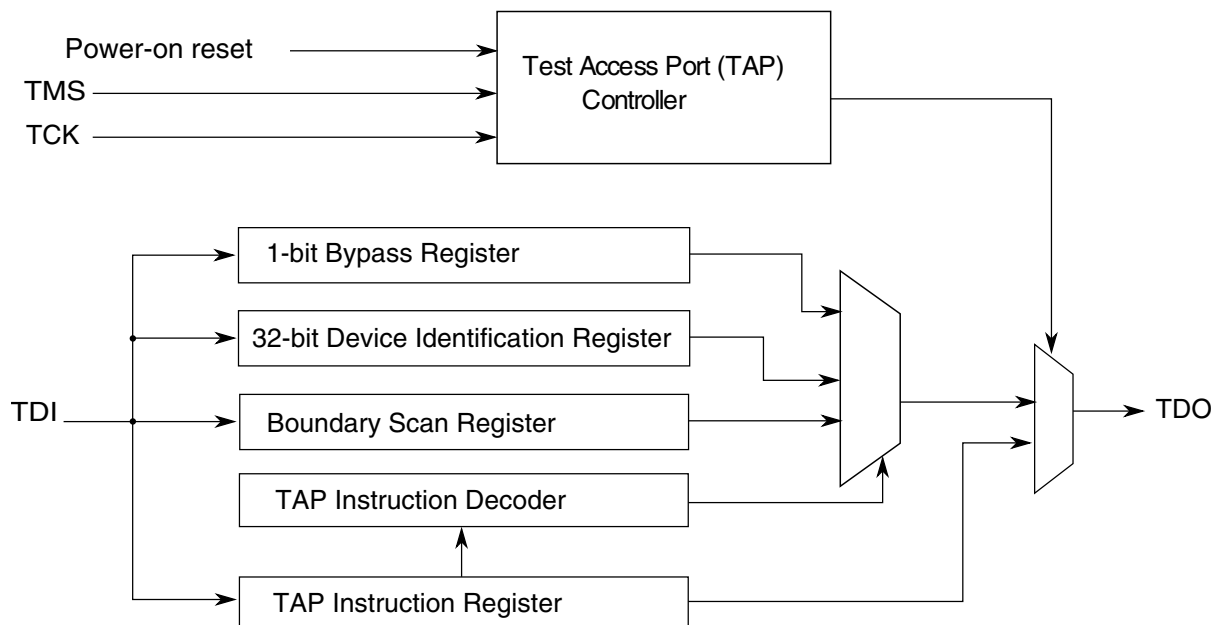 Power-on reset
TMS
TCK
Test Access Port (TAP)
Controller
1-bit Bypass Register
32-bit Device Identification Register
TDI
Boundary Scan Register
TDO
TAP Instruction Decoder
TAP Instruction Register